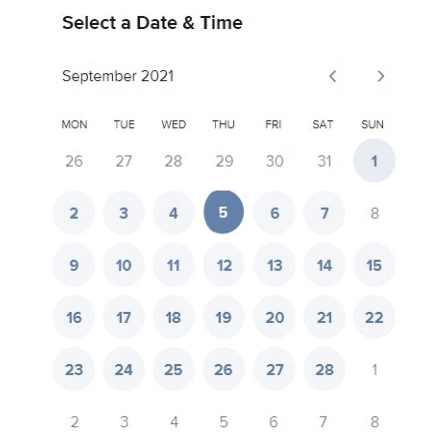 Select a Date & Time
September 2021
MON TUE WED THU FRI SAT SUN
26 27 28 29 30 31 1
2 3 4 5 6 7 8
9 10 11 12 13 14 15
16 17 18 19 20 21 22
23 24 25 26 27 28 1
2 3 4 5 6 7 8